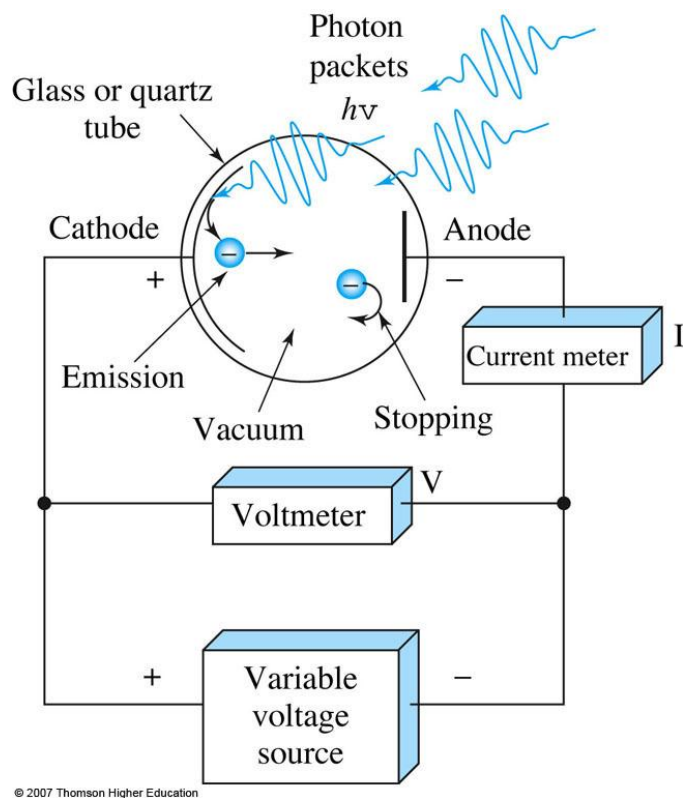 Photon
packets
hv
Glass or quartz
tube
Cathode
Anode
+
−
−
−
I
Current meter
Emission
Vacuum
Stopping
V
Voltmeter
+
−
Variable
voltage
source
© 2007 Thomson Higher Education